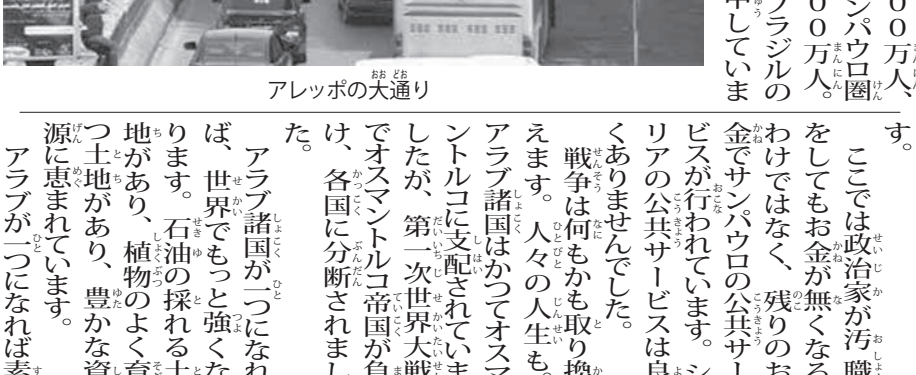 ００万人、
ンパウロ圏
００万人。
ブラジルの
中していま
す。
ここでは政治家が汚職
をしてもお金が無くなる
わけではなく、残りのお
金でサンパウロの公共サー
ビスが行われています。シ
リアの公共サービスは良
くありませんでした。
戦争は何もかも取り換
えます。人々の人生も。
アラブ諸国はかつてオスマ
ントルコに支配されていま
したが、第一次世界大戦
でオスマントルコ帝国が負
け、各国に分断されまし
た。
アラブ諸国が一つになれ
ば、世界でもっと強くな
ります。石油の採れる土
地があり、植物のよく育
つ土地があり、豊かな資
源に恵まれています。
アラブが一つになれば素
アレッポの大通り